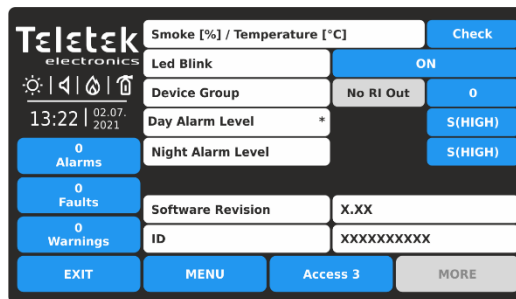 Teletek
electronics
13:22 02.07.
2021
0
Alarms
0
Faults
0
Warnings
Smoke [%] / Temperature [°C] Check
Led Blink ON
Device Group No RI Out 0
Day Alarm Level * S(HIGH)
Night Alarm Level S(HIGH)
Software Revision X.XX
ID XXXXXXXXXX
EXIT MENU Access 3 MORE